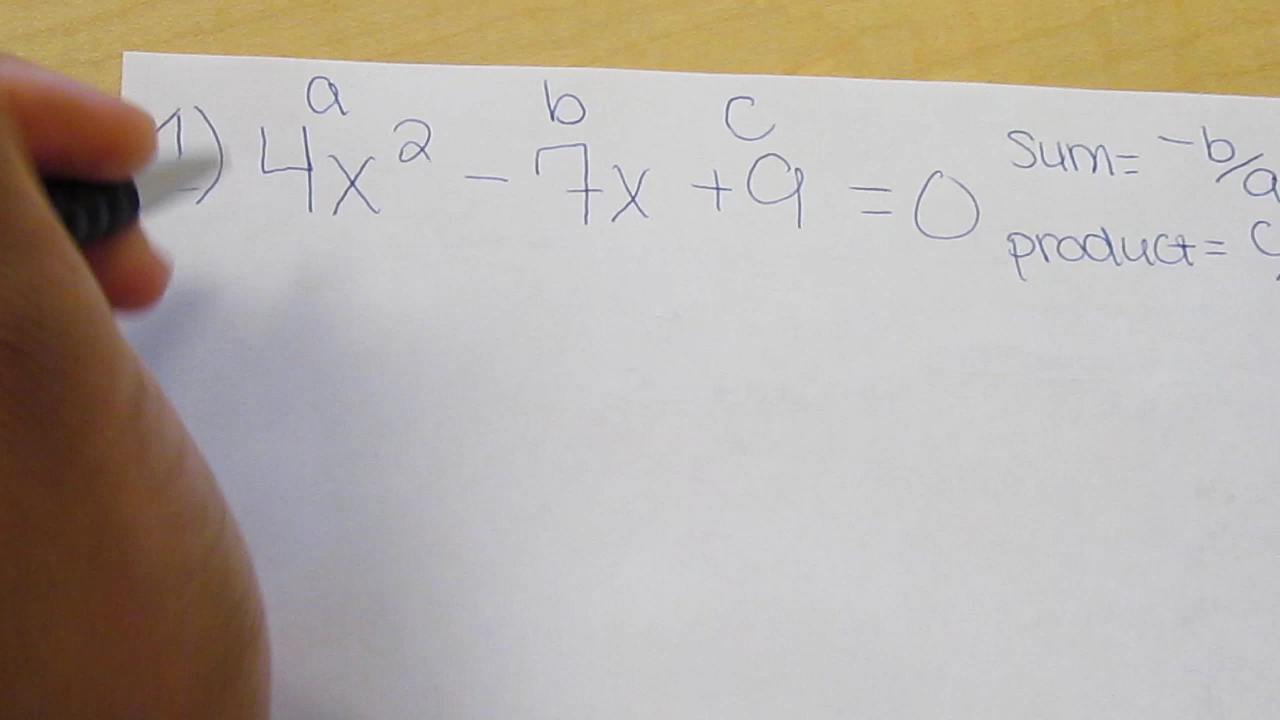 a b c
1) 4x² - 7x + 9 = 0
sum= -b/a
product= c